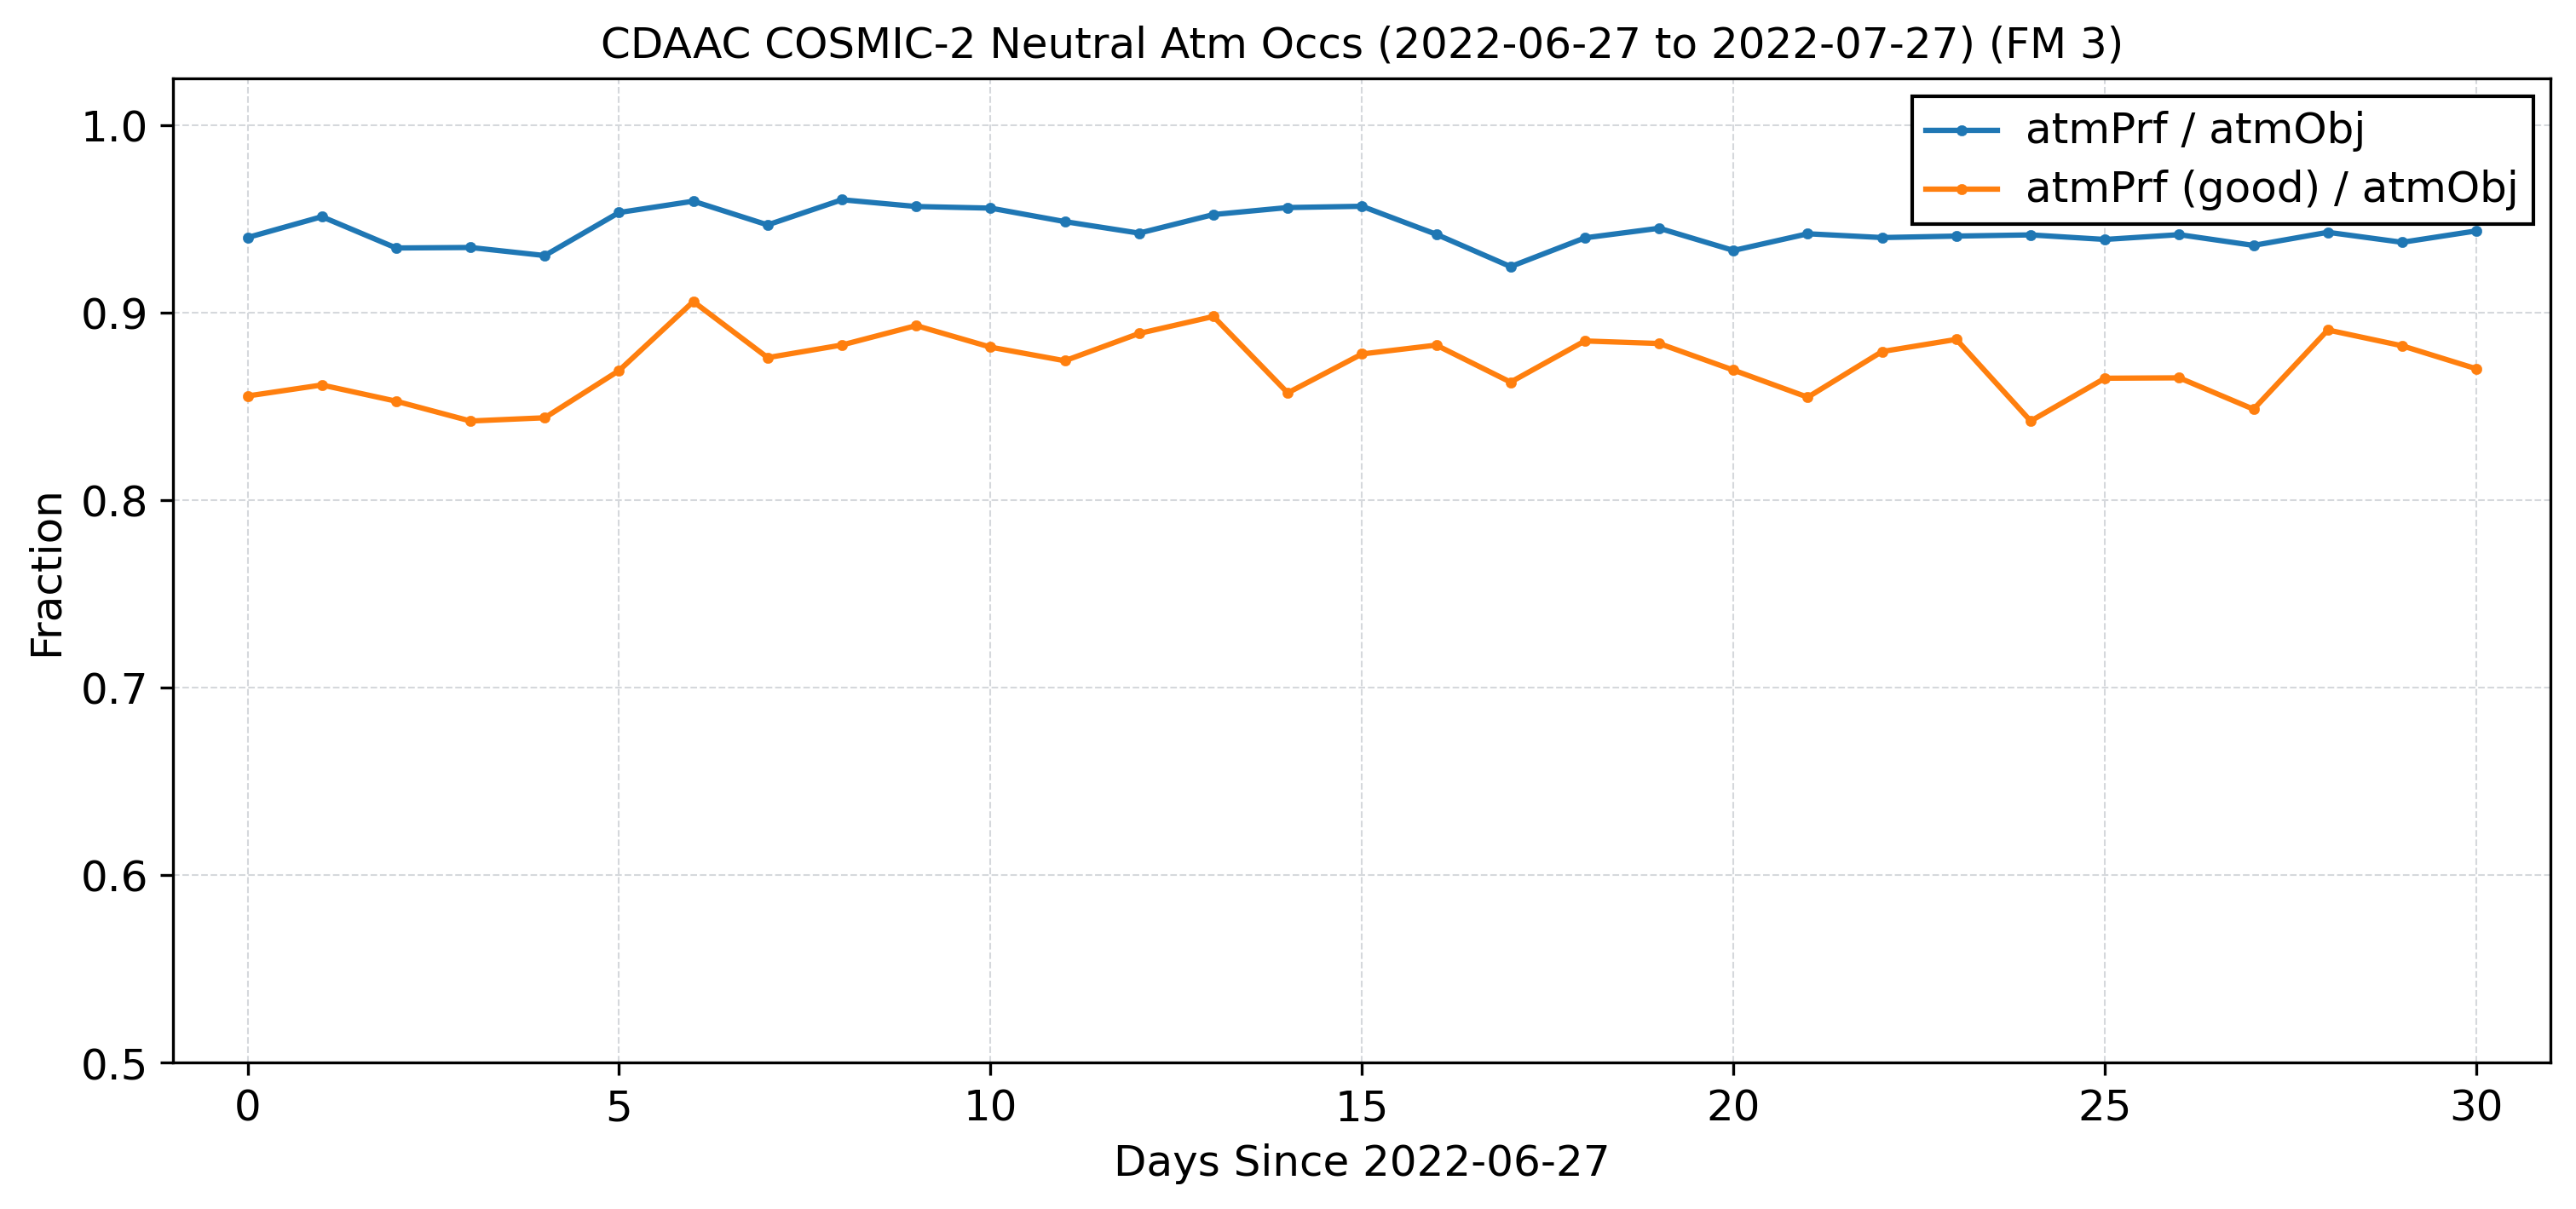 CDAAC COSMIC-2 Neutral Atm Occs (2022-06-27 to 2022-07-27) (FM 3)
atmPrf / atmObj
atmPrf (good) / atmObj
Fraction
1.0
0.9
0.8
0.7
0.6
0.5
0 5 10 15 20 25 30
Days Since 2022-06-27